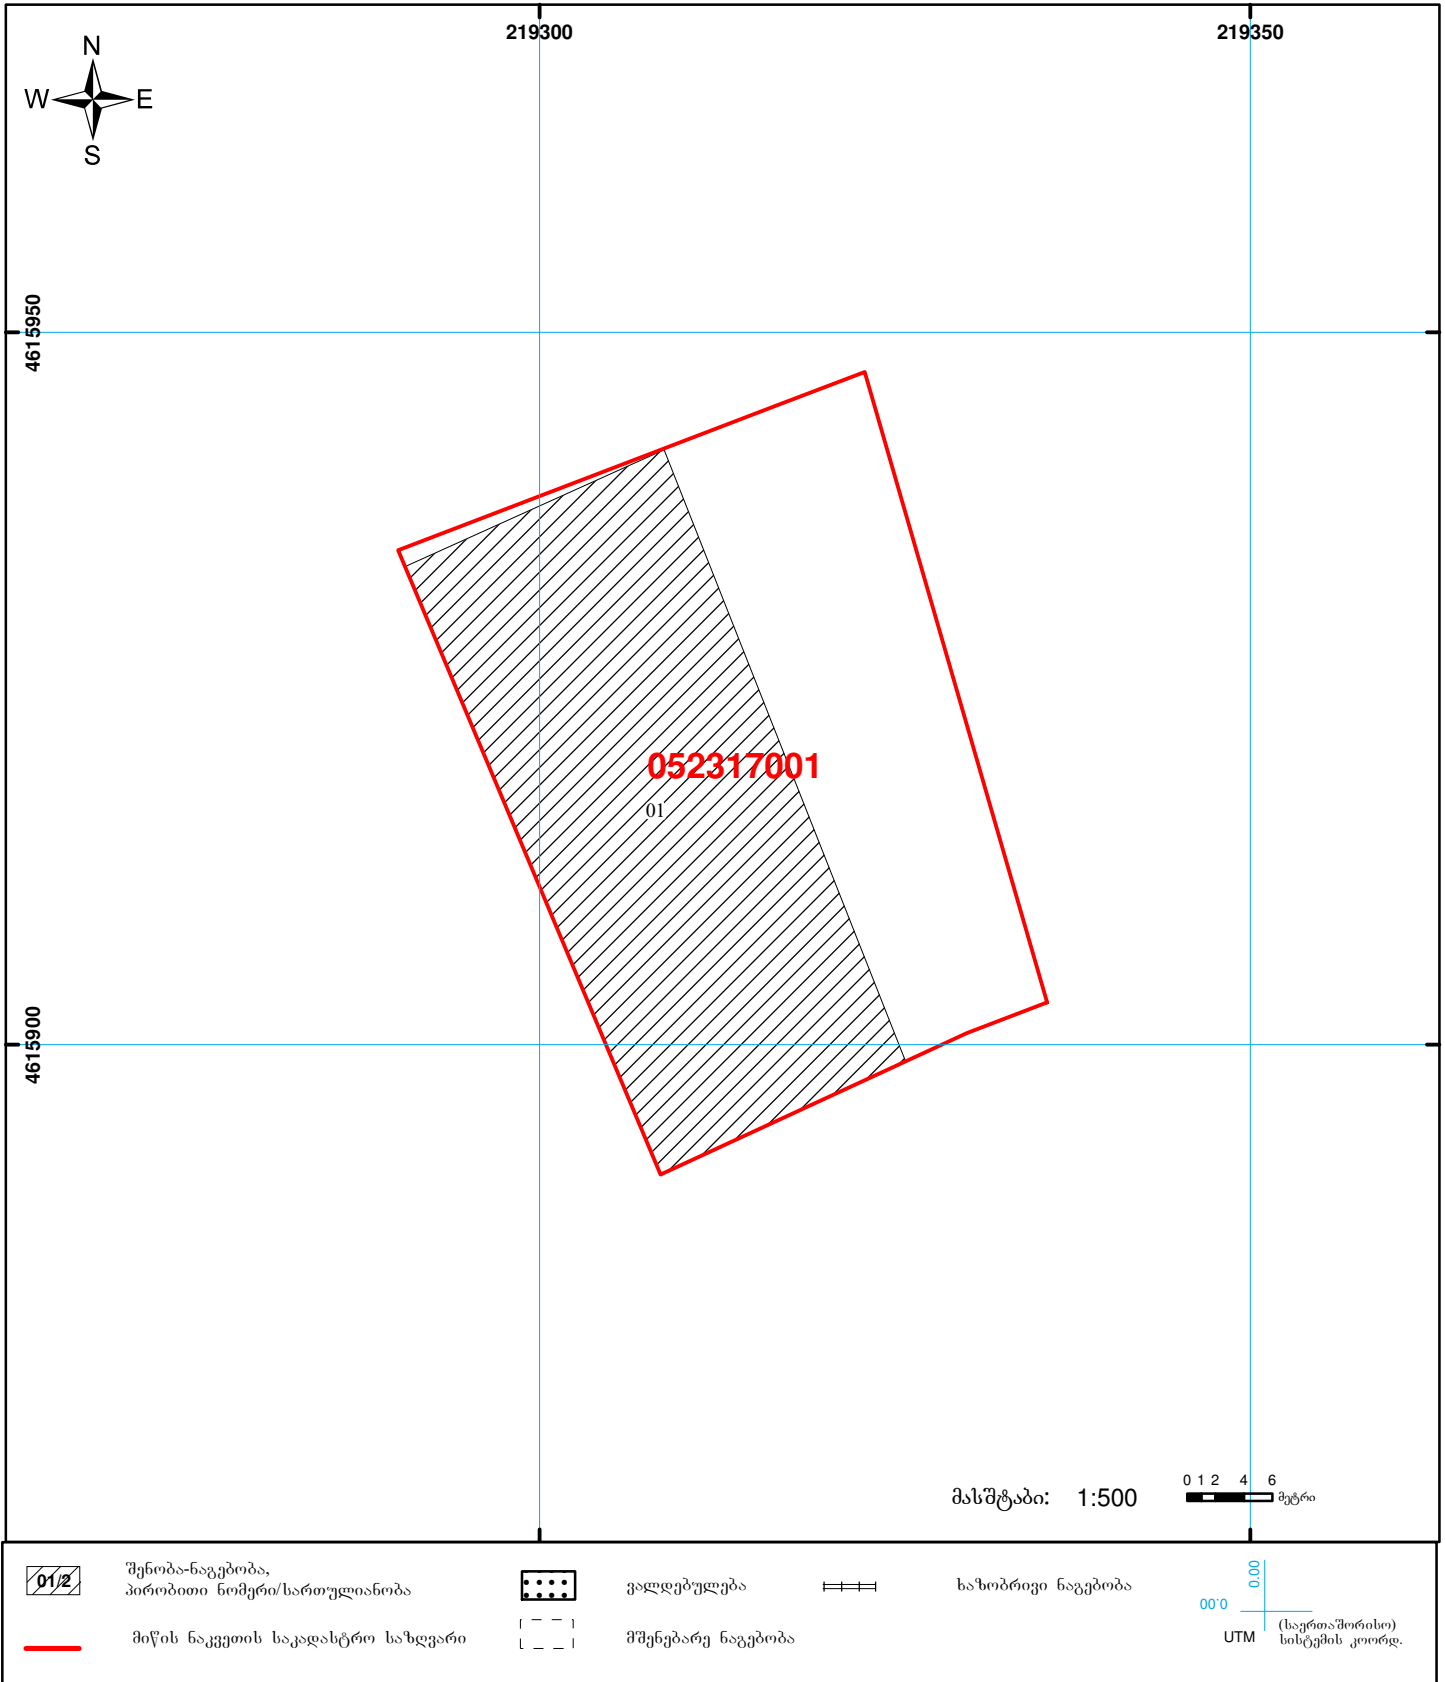 219300
219350
N
W
E
S
4615950
052317001
01
4615900
მასშტაბი: 1:500
0 1 2 4 6
მეტრი
01/2
შენობა-ნაგებობა,
პირობითი ნომერი/სართულიანობა
ვალდებულება
ხაზობრივი ნაგებობა
0.00
0.00
მიწის ნაკვეთის საკადასტრო საზღვარი
მშენებარე ნაგებობა
UTM
(საერთაშორისო)
სისტემის კოორდ.